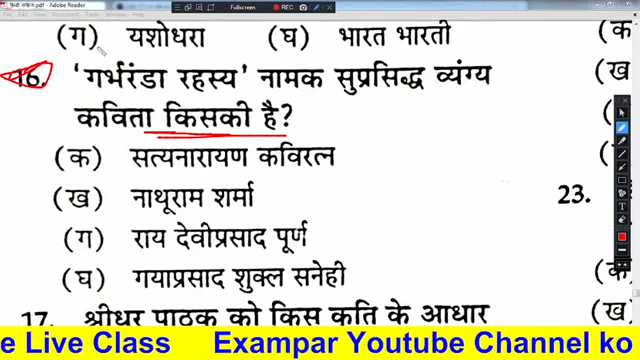 हिन्दी साहित्य.pdf - Adobe Reader
Fullscreen
REC
(ग) यशोधरा (घ) भारत भारती
(क
16. ‘गर्भरंडा रहस्य’ नामक सुप्रसिद्ध व्यंग्य
(ख
कविता किसकी है?
(क) सत्यनारायण कविरत्न
(ख) नाथूराम शर्मा
23.
(ग) राय देवीप्रसाद पूर्ण
(घ) गयाप्रसाद शुक्ल सनेही
(क
17. श्रीधर पाठक को किस कृति के आधार
(ख
e Live Class Exampar Youtube Channel ko